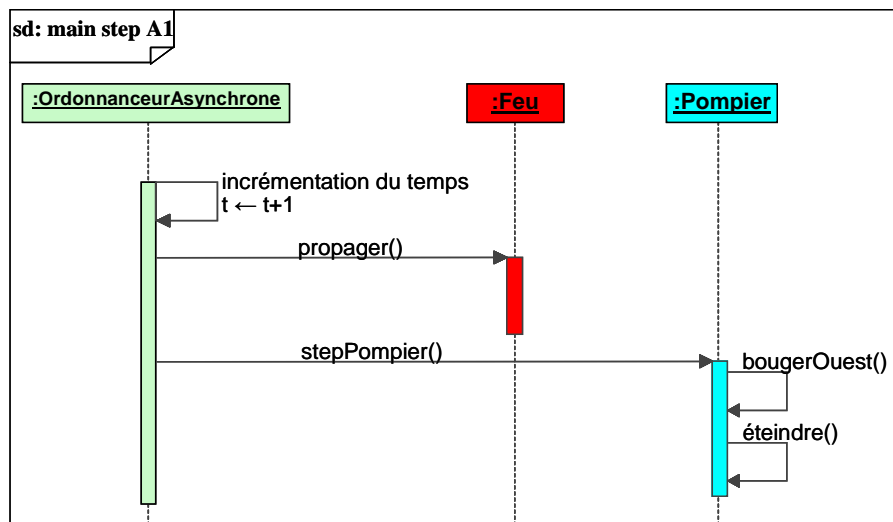 sd: main step A1
:OrdonnanceurAsynchrone
:Feu
:Pompier
incrémentation du temps
t ← t+1
propager()
stepPompier()
bougerOuest()
éteindre()